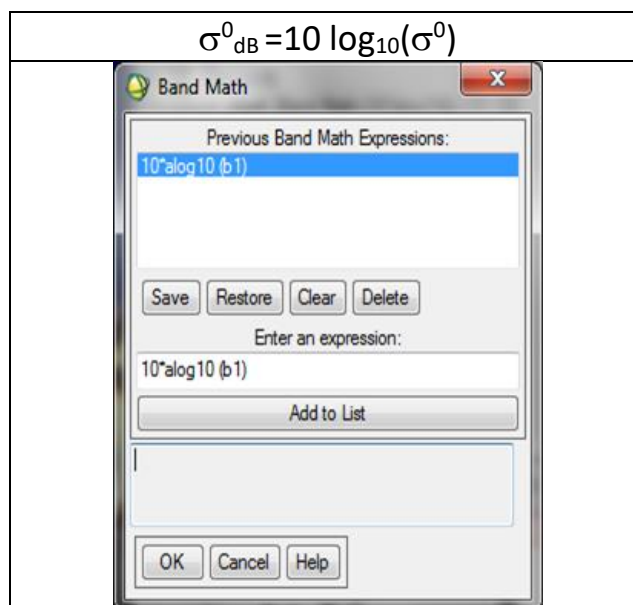 σ⁰dB =10 log₁₀(σ⁰)
Band Math
Previous Band Math Expressions:
10*alog10 (b1)
Save Restore Clear Delete
Enter an expression:
10*alog10 (b1)
Add to List
OK Cancel Help